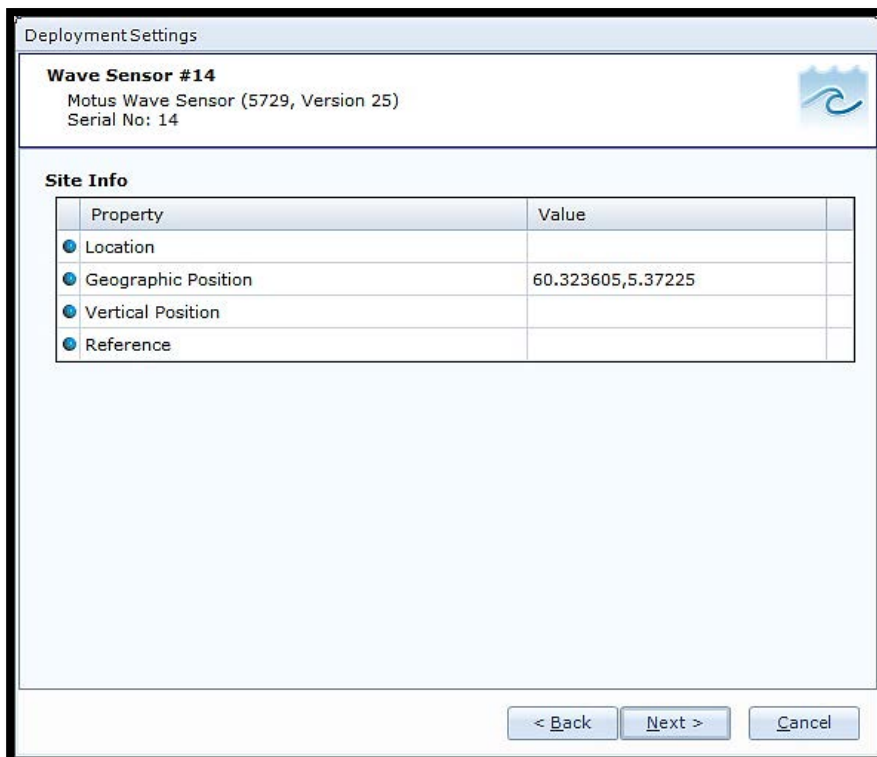 Deployment Settings
Wave Sensor #14
Motus Wave Sensor (5729, Version 25)
Serial No: 14
Site Info
Property Value
Location
Geographic Position 60.323605,5.37225
Vertical Position
Reference
< Back Next > Cancel